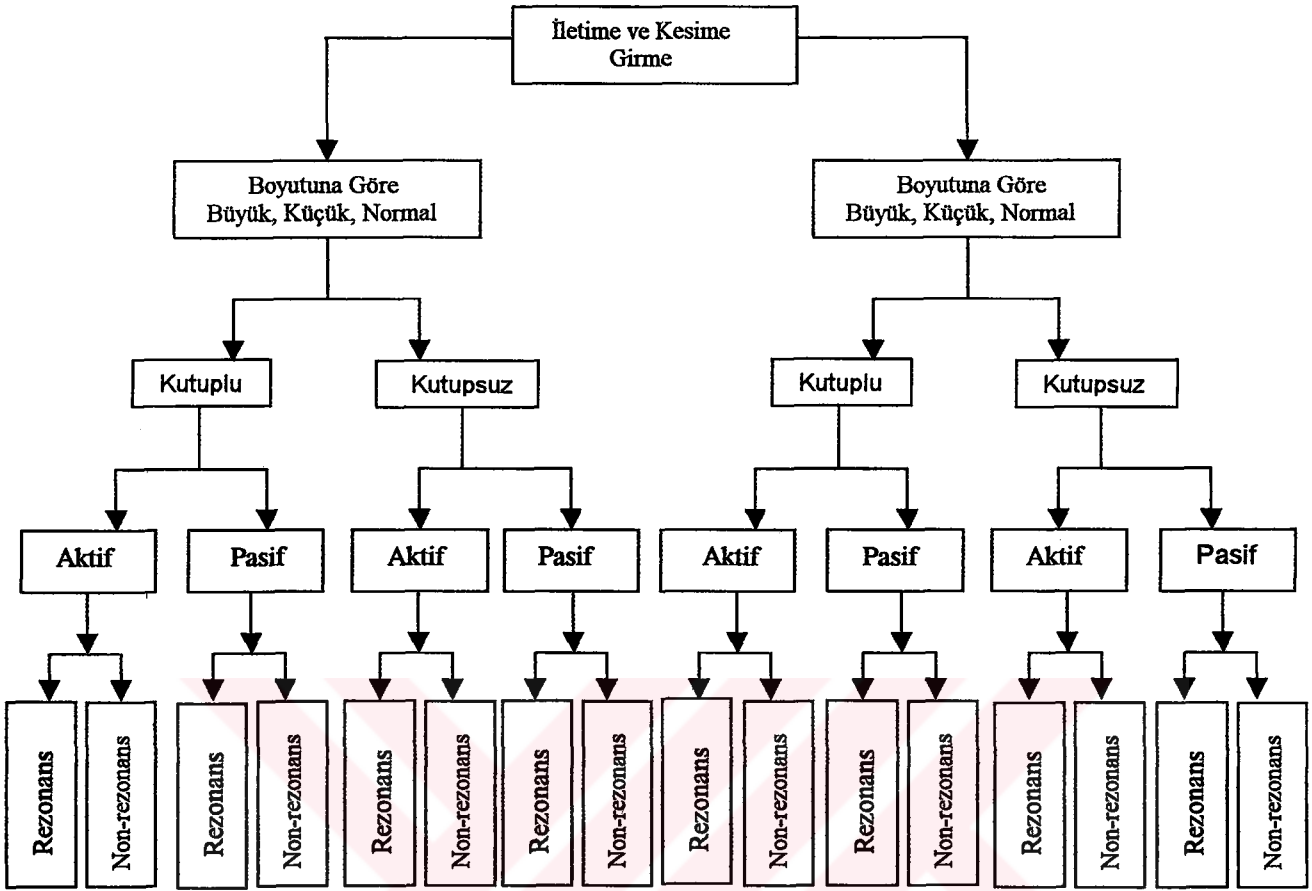 İletime ve Kesime
Girme
Boyutuna Göre
Büyük, Küçük, Normal
Boyutuna Göre
Büyük, Küçük, Normal
Kutuplu
Kutupsuz
Kutuplu
Kutupsuz
Aktif
Pasif
Aktif
Pasif
Aktif
Pasif
Aktif
Pasif
Rezonans
Non-rezonans
Rezonans
Non-rezonans
Rezonans
Non-rezonans
Rezonans
Non-rezonans
Rezonans
Non-rezonans
Rezonans
Non-rezonans
Rezonans
Non-rezonans
Rezonans
Non-rezonans